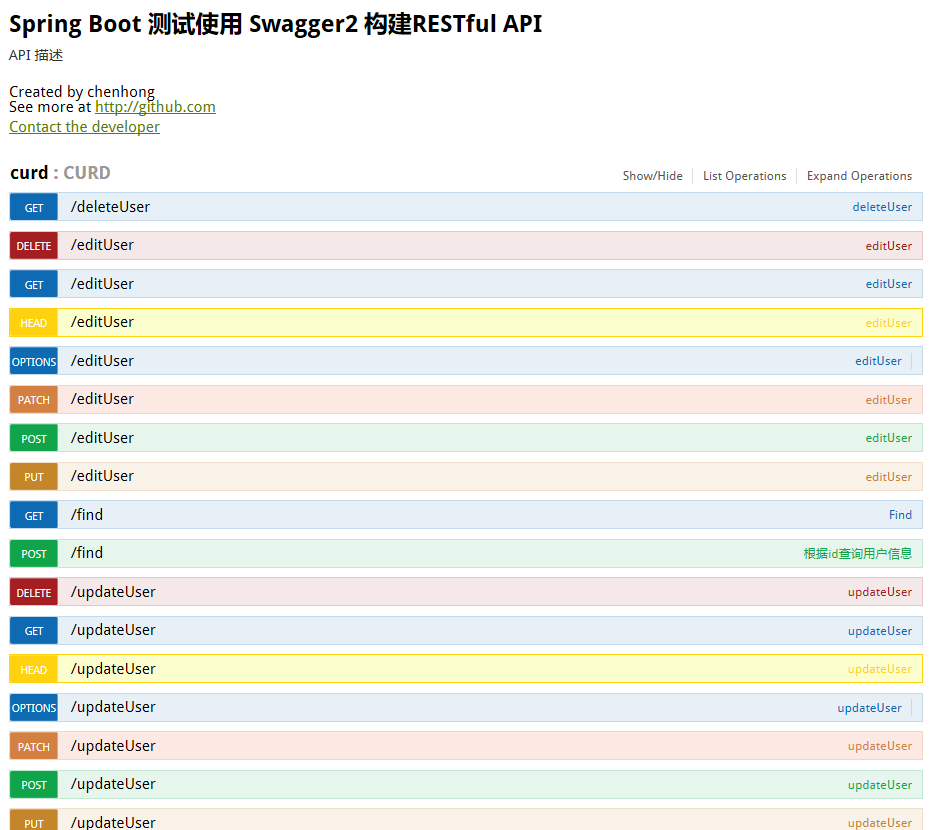 Spring Boot 测试使用 Swagger2 构建RESTful API
API 描述
Created by chenhong
See more at http://github.com
Contact the developer
curd : CURD Show/Hide List Operations Expand Operations
GET /deleteUser deleteUser
DELETE /editUser editUser
GET /editUser editUser
HEAD /editUser editUser
OPTIONS /editUser editUser
PATCH /editUser editUser
POST /editUser editUser
PUT /editUser editUser
GET /find Find
POST /find 根据id查询用户信息
DELETE /updateUser updateUser
GET /updateUser updateUser
HEAD /updateUser updateUser
OPTIONS /updateUser updateUser
PATCH /updateUser updateUser
POST /updateUser updateUser
PUT /updateUser updateUser